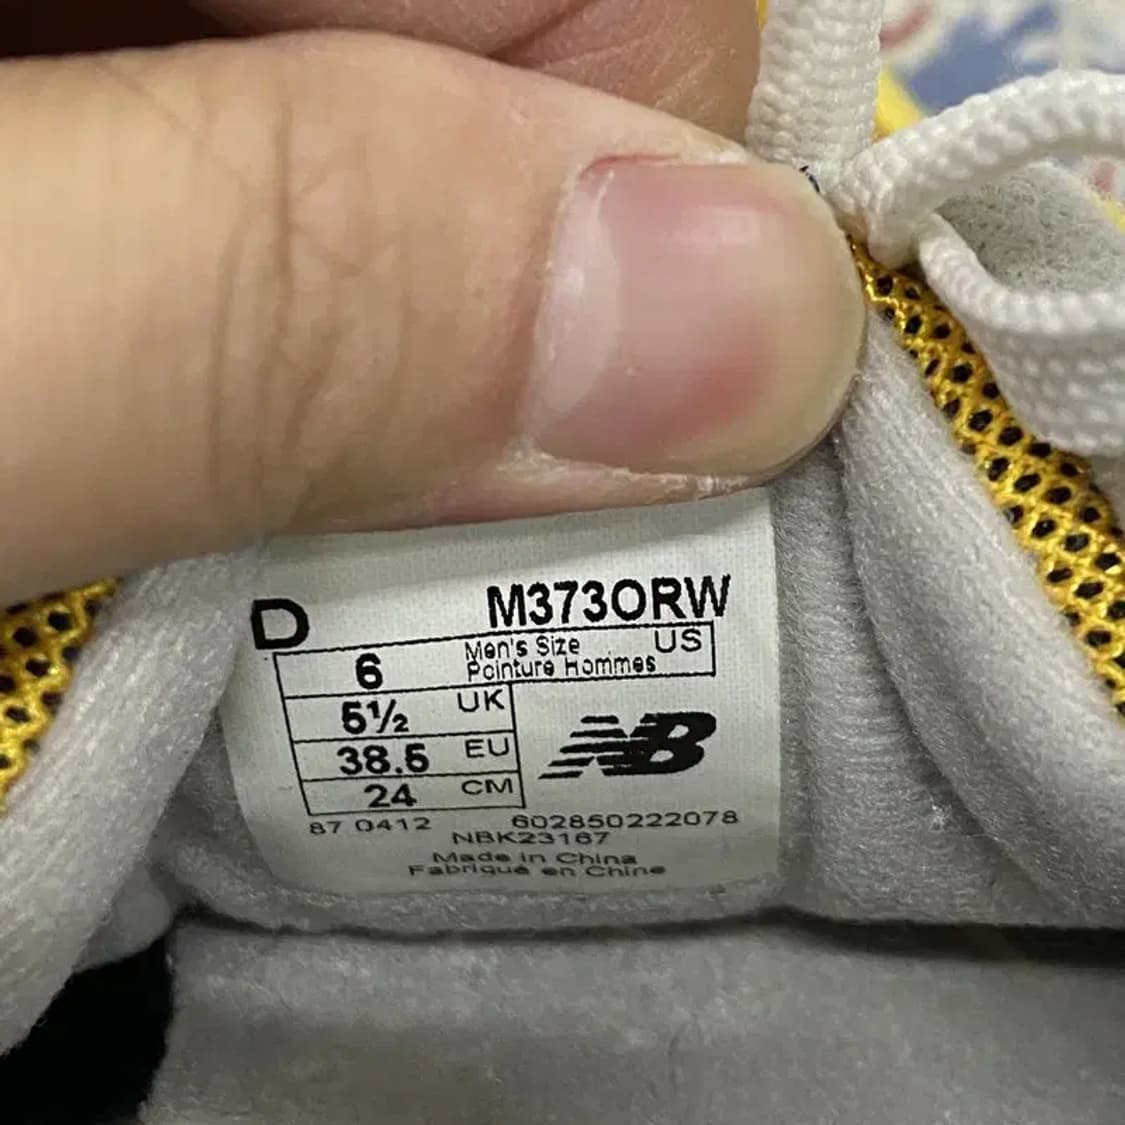 D M373ORW
6 Men's Size US
Pointure Hommes
5½ UK
38.5 EU
24 CM
NB
87 0412 602850222078
NBK23167
Made in China
Fabriqué en Chine